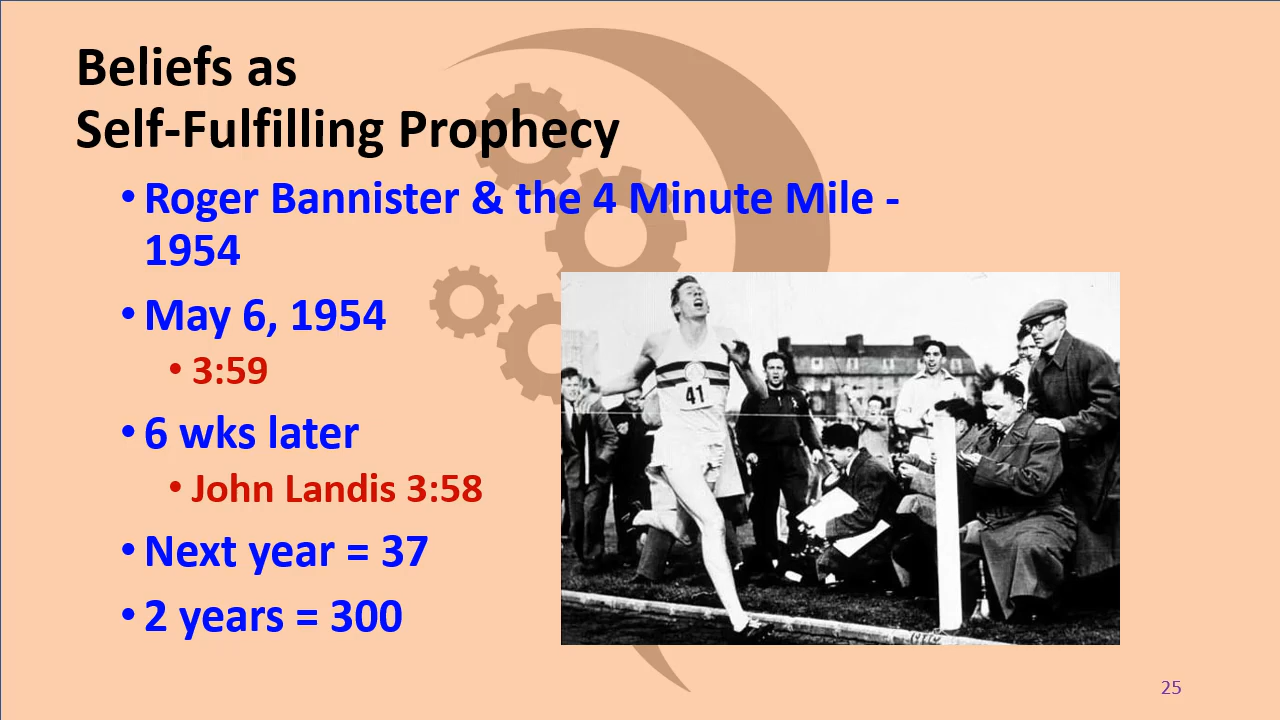 Beliefs as
Self-Fulfilling Prophecy
• Roger Bannister & the 4 Minute Mile -
1954
• May 6, 1954
• 3:59
• 6 wks later
• John Landis 3:58
• Next year = 37
• 2 years = 300
41
25